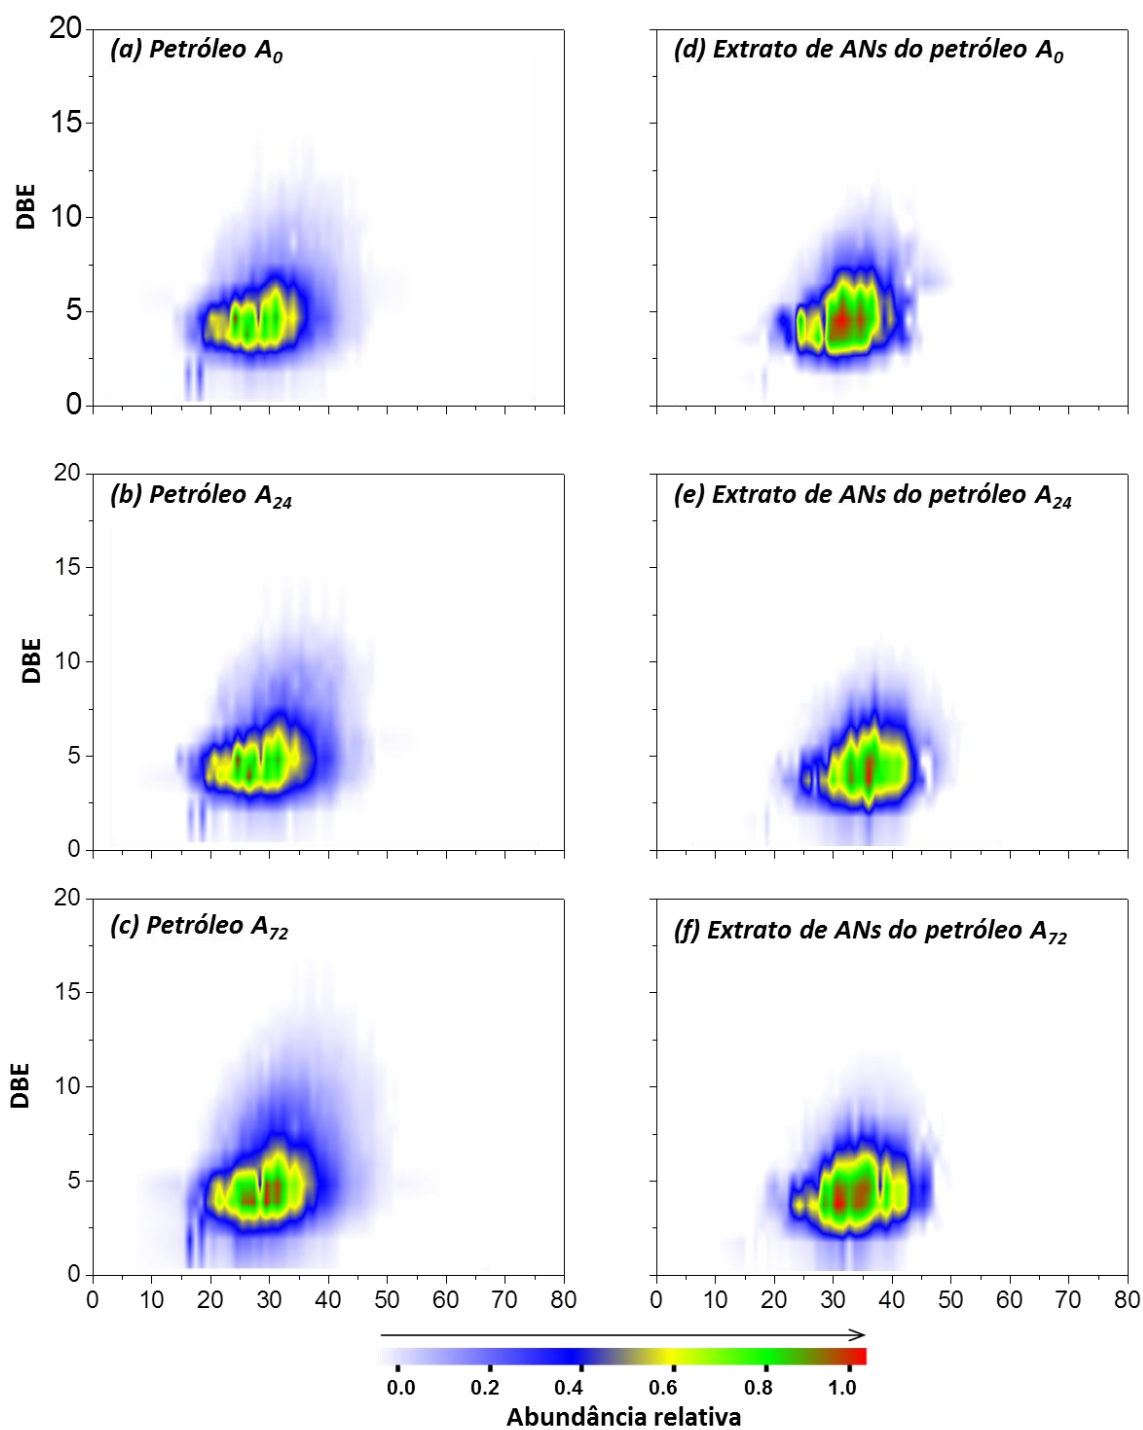 (a) Petróleo A0
(d) Extrato de ANs do petróleo A0
20
15
10
5
0
DBE
0
(b) Petróleo A24
(e) Extrato de ANs do petróleo A24
20
15
10
5
0
DBE
(c) Petróleo A72
(f) Extrato de ANs do petróleo A72
20
15
10
5
0
DBE
0 10 20 30 40 50 60 70 80
0 10 20 30 40 50 60 70 80
0.0 0.2 0.4 0.6 0.8 1.0
Abundância relativa